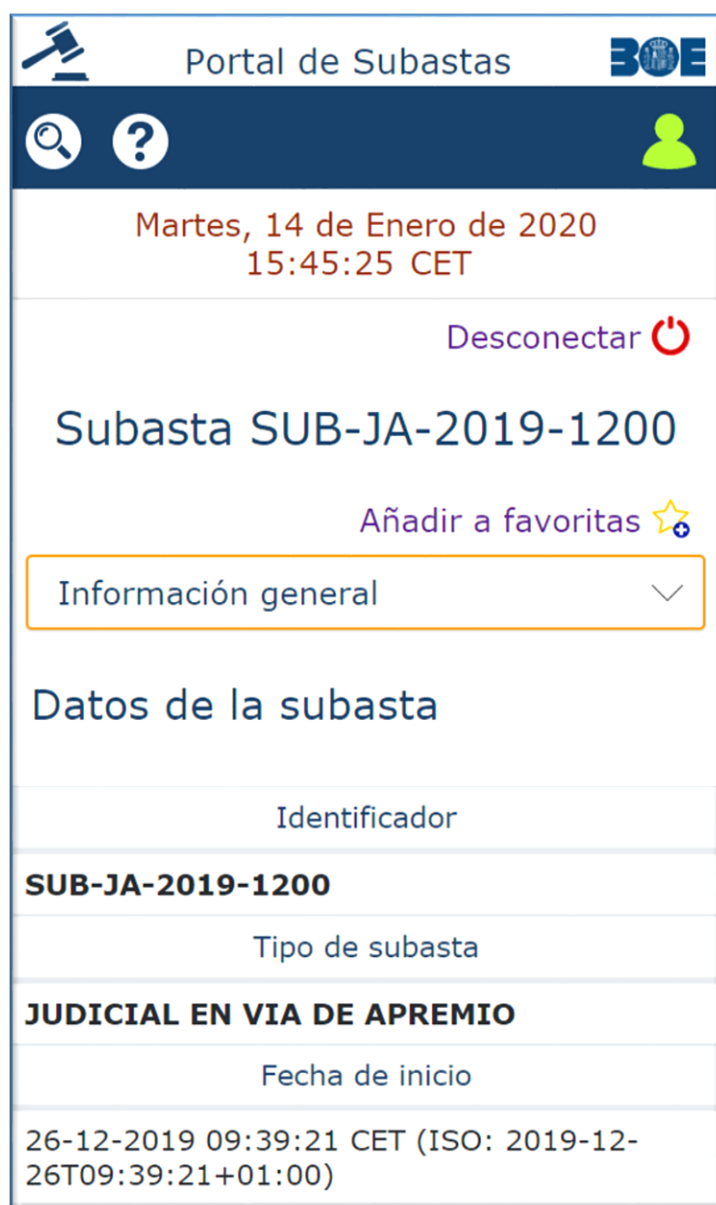 Portal de Subastas
BOE
Martes, 14 de Enero de 2020
15:45:25 CET
Desconectar
Subasta SUB-JA-2019-1200
Añadir a favoritas
Información general
Datos de la subasta
Identificador
SUB-JA-2019-1200
Tipo de subasta
JUDICIAL EN VIA DE APREMIO
Fecha de inicio
26-12-2019 09:39:21 CET (ISO: 2019-12-
26T09:39:21+01:00)